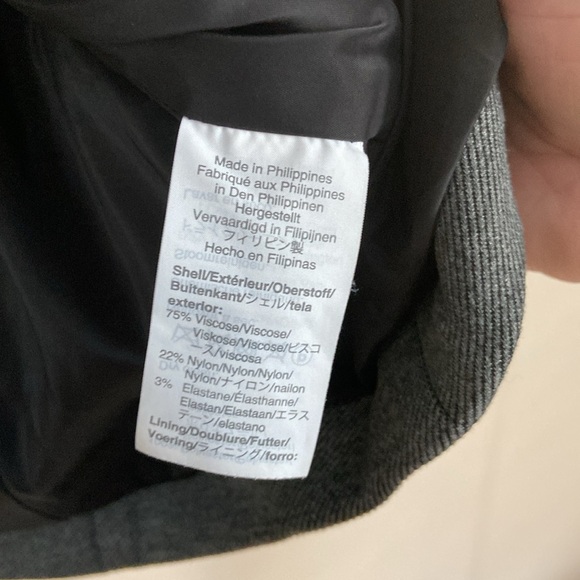 Made in Philippines
Fabriqué aux Philippines
in Den Philippinen
Hergestellt
Vervaardigd in Filipijnen
フィリピン製
Hecho en Filipinas
Shell/Extérieur/Oberstoff/
Buitenkant/シェル/tela
exterior:
75% Viscose/Viscose/
Viskose/Viscose/ビスコ
ース/viscosa
22% Nylon/Nylon/Nylon/
Nylon/ナイロン/nailon
3% Elastane/Élasthanne/
Elastan/Elastaan/エラス
テーン/elastano
Lining/Doublure/Futter/
Voering/ライニング/forro: